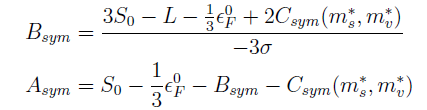 $B_{sym} = \frac{3S_0 - L - \frac{1}{3}\epsilon_F^0 + 2C_{sym}(m_s^*, m_v^*)}{-3\sigma}$
$A_{sym} = S_0 - \frac{1}{3}\epsilon_F^0 - B_{sym} - C_{sym}(m_s^*, m_v^*)$